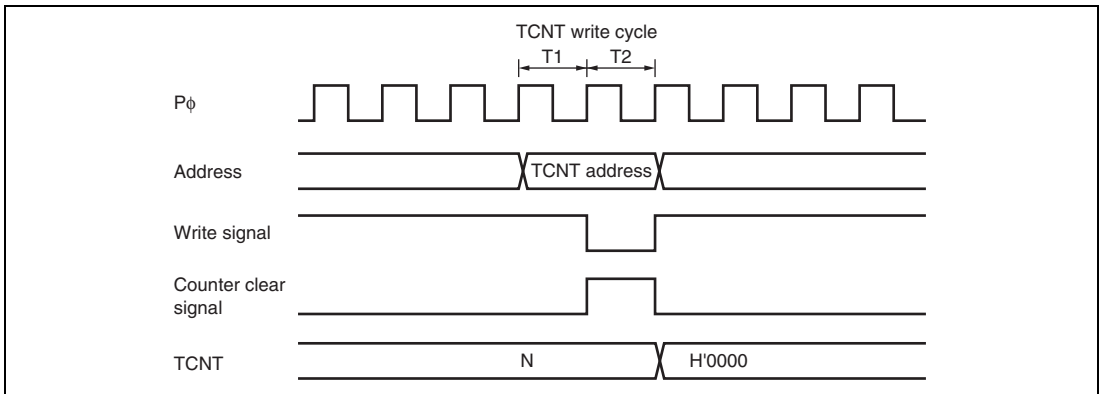 TCNT write cycle
T1 T2
Pϕ
Address
TCNT address
Write signal
Counter clear
signal
TCNT
N
H'0000